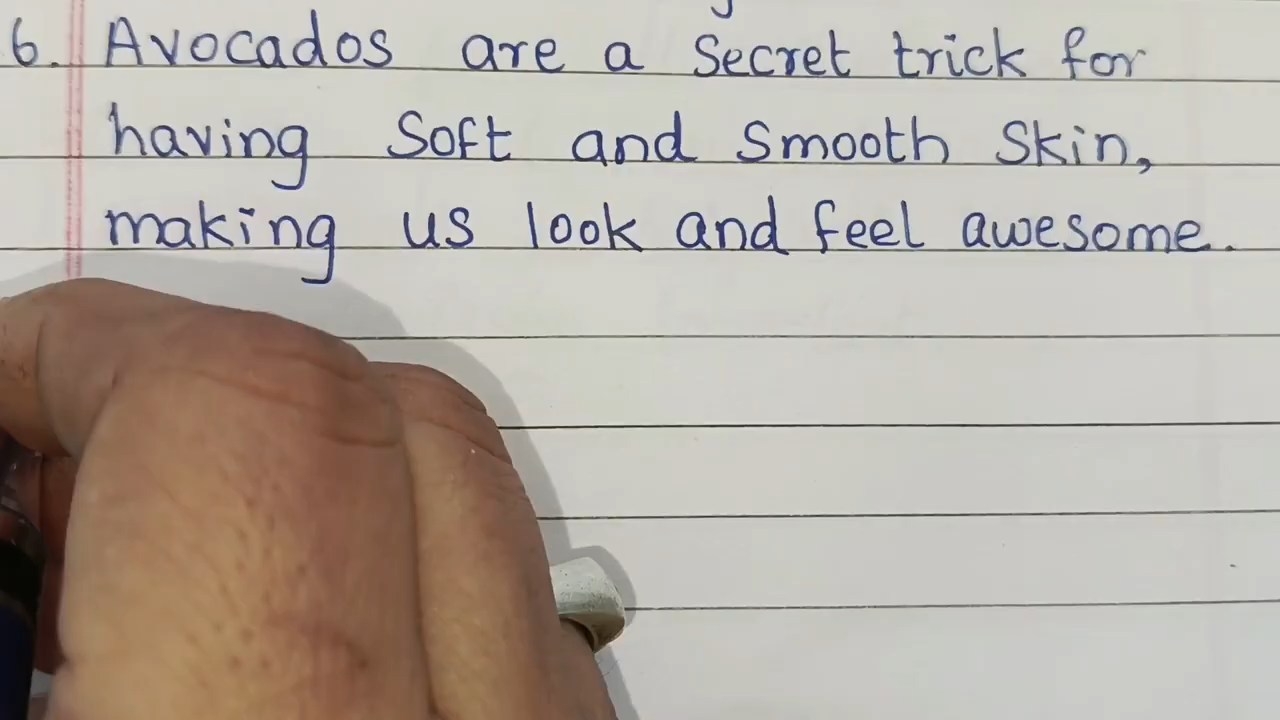 6. Avocados are a Secret trick for
having Soft and Smooth Skin,
making us look and feel awesome.